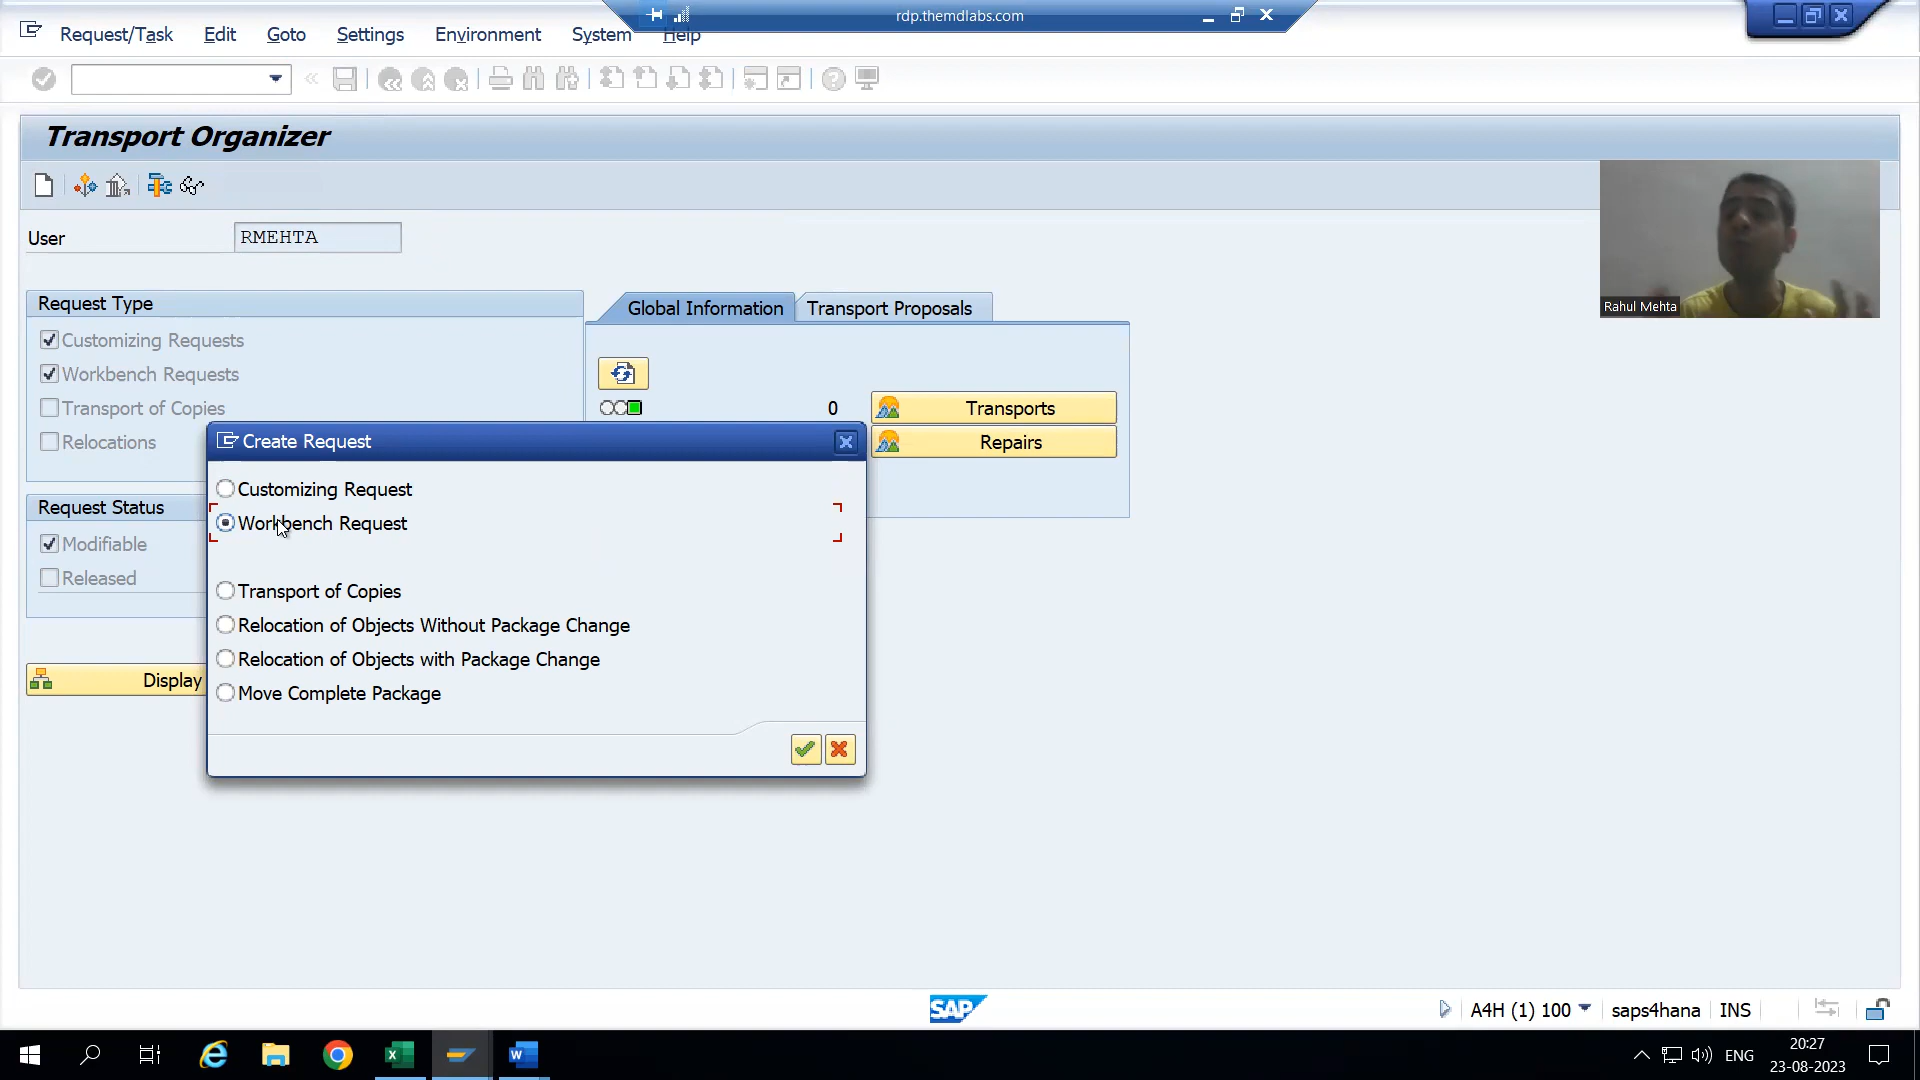 rdp.themdlabs.com
Request/Task Edit Goto Settings Environment System Help
Transport Organizer
User RMEHTA
Rahul Mehta
Request Type
Global Information Transport Proposals
Customizing Requests
Workbench Requests
Transport of Copies
0 Transports
Relocations
Repairs
Create Request
Customizing Request
Request Status
Workbench Request
Modifiable
Released
Transport of Copies
Relocation of Objects Without Package Change
Relocation of Objects with Package Change
Display
Move Complete Package
SAP
A4H (1) 100 saps4hana INS
ENG
20:27
23-08-2023